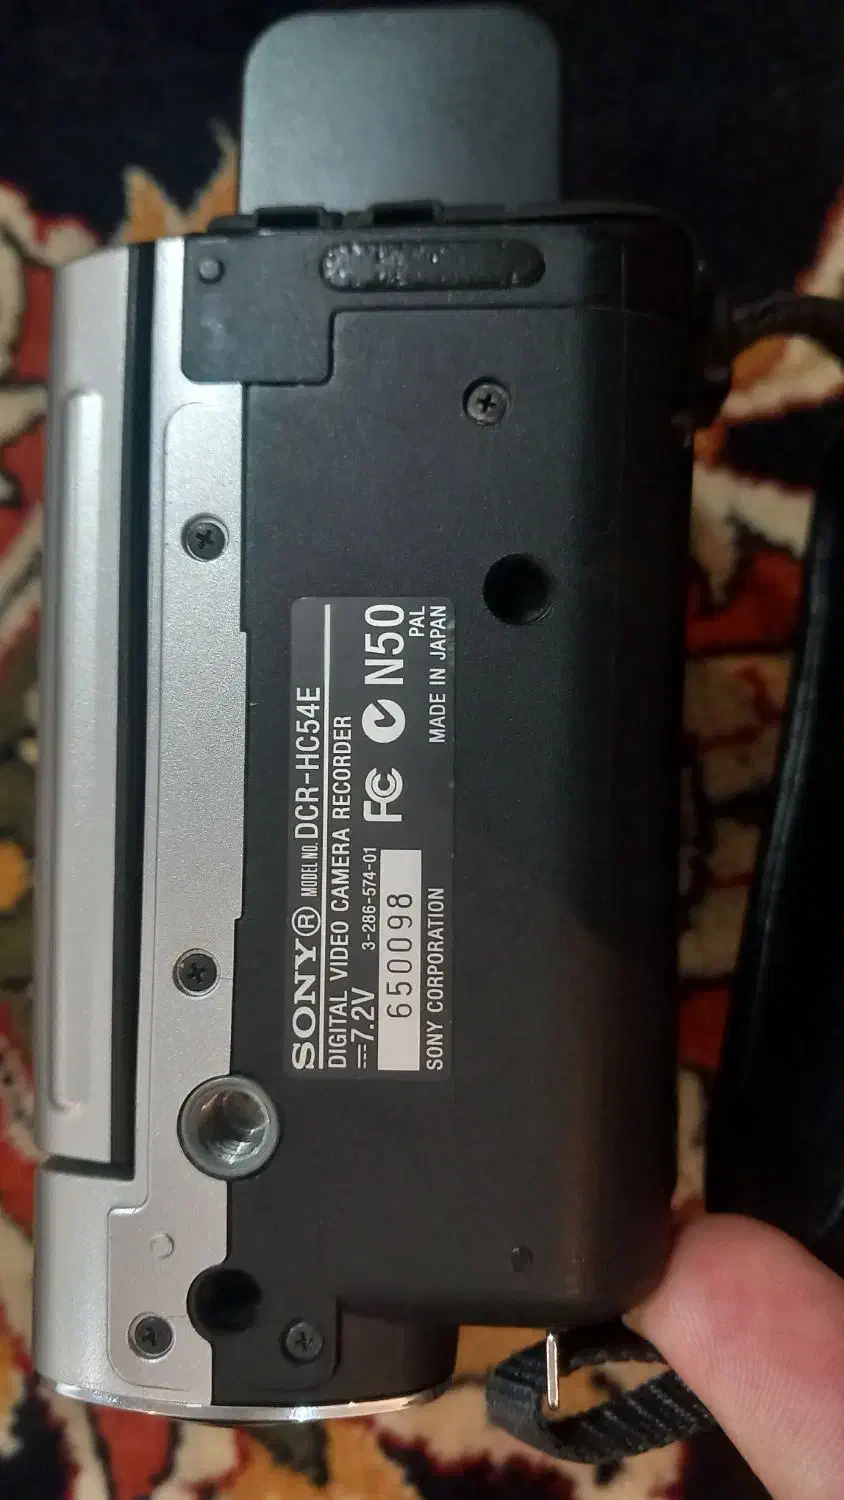 SONY® MODEL NO. DCR-HC54E
DIGITAL VIDEO CAMERA RECORDER
7.2V 3-286-574-01 FC N50
650098 PAL
SONY CORPORATION MADE IN JAPAN